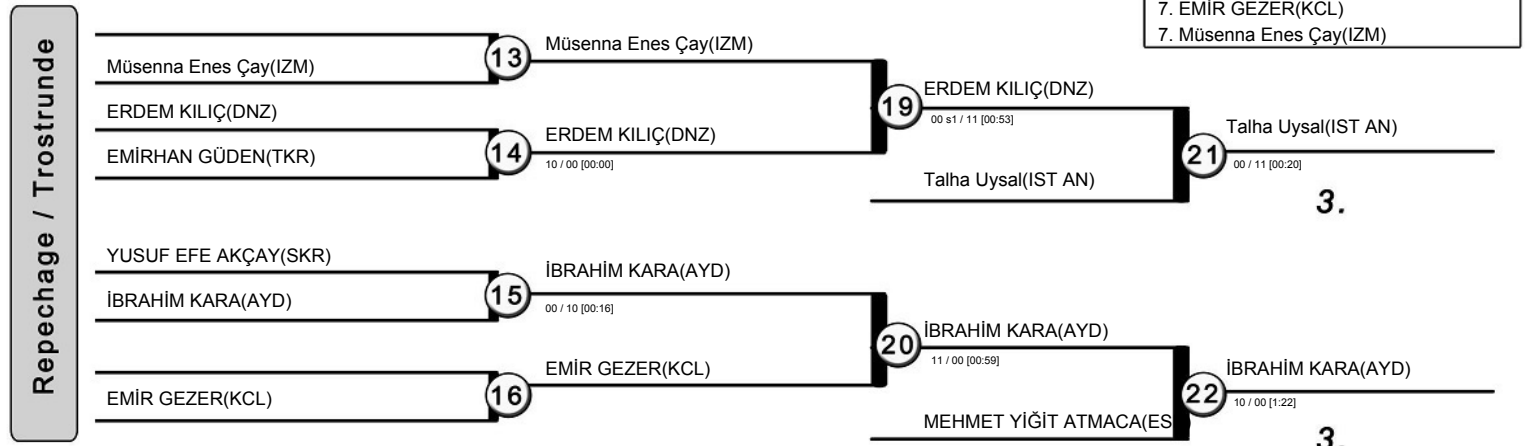 Repechage / Trostrunde
7. EMİR GEZER(KCL)
7. Müsenna Enes Çay(IZM)
Müsenna Enes Çay(IZM)
13
Müsenna Enes Çay(IZM)
ERDEM KILIÇ(DNZ)
EMİRHAN GÜDEN(TKR)
14
ERDEM KILIÇ(DNZ)
10 / 00 [00:00]
19
ERDEM KILIÇ(DNZ)
00 s1 / 11 [00:53]
Talha Uysal(IST AN)
21
Talha Uysal(IST AN)
00 / 11 [00:20]
3.
YUSUF EFE AKÇAY(SKR)
İBRAHİM KARA(AYD)
15
İBRAHİM KARA(AYD)
00 / 10 [00:16]
EMİR GEZER(KCL)
16
EMİR GEZER(KCL)
20
İBRAHİM KARA(AYD)
11 / 00 [00:59]
MEHMET YİĞİT ATMACA(ES
22
İBRAHİM KARA(AYD)
10 / 00 [1:22]
3.